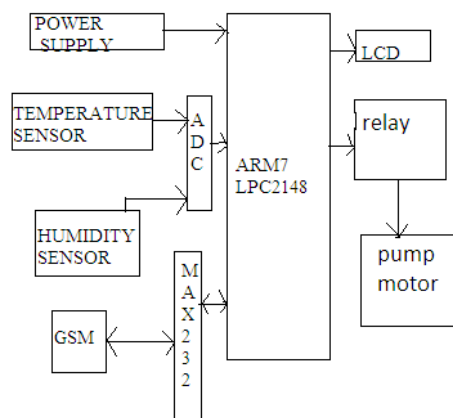 POWER
SUPPLY
LCD
TEMPERATURE
SENSOR
A
D
C
relay
ARM7
LPC2148
HUMIDITY
SENSOR
pump
motor
M
A
X
2
3
2
GSM